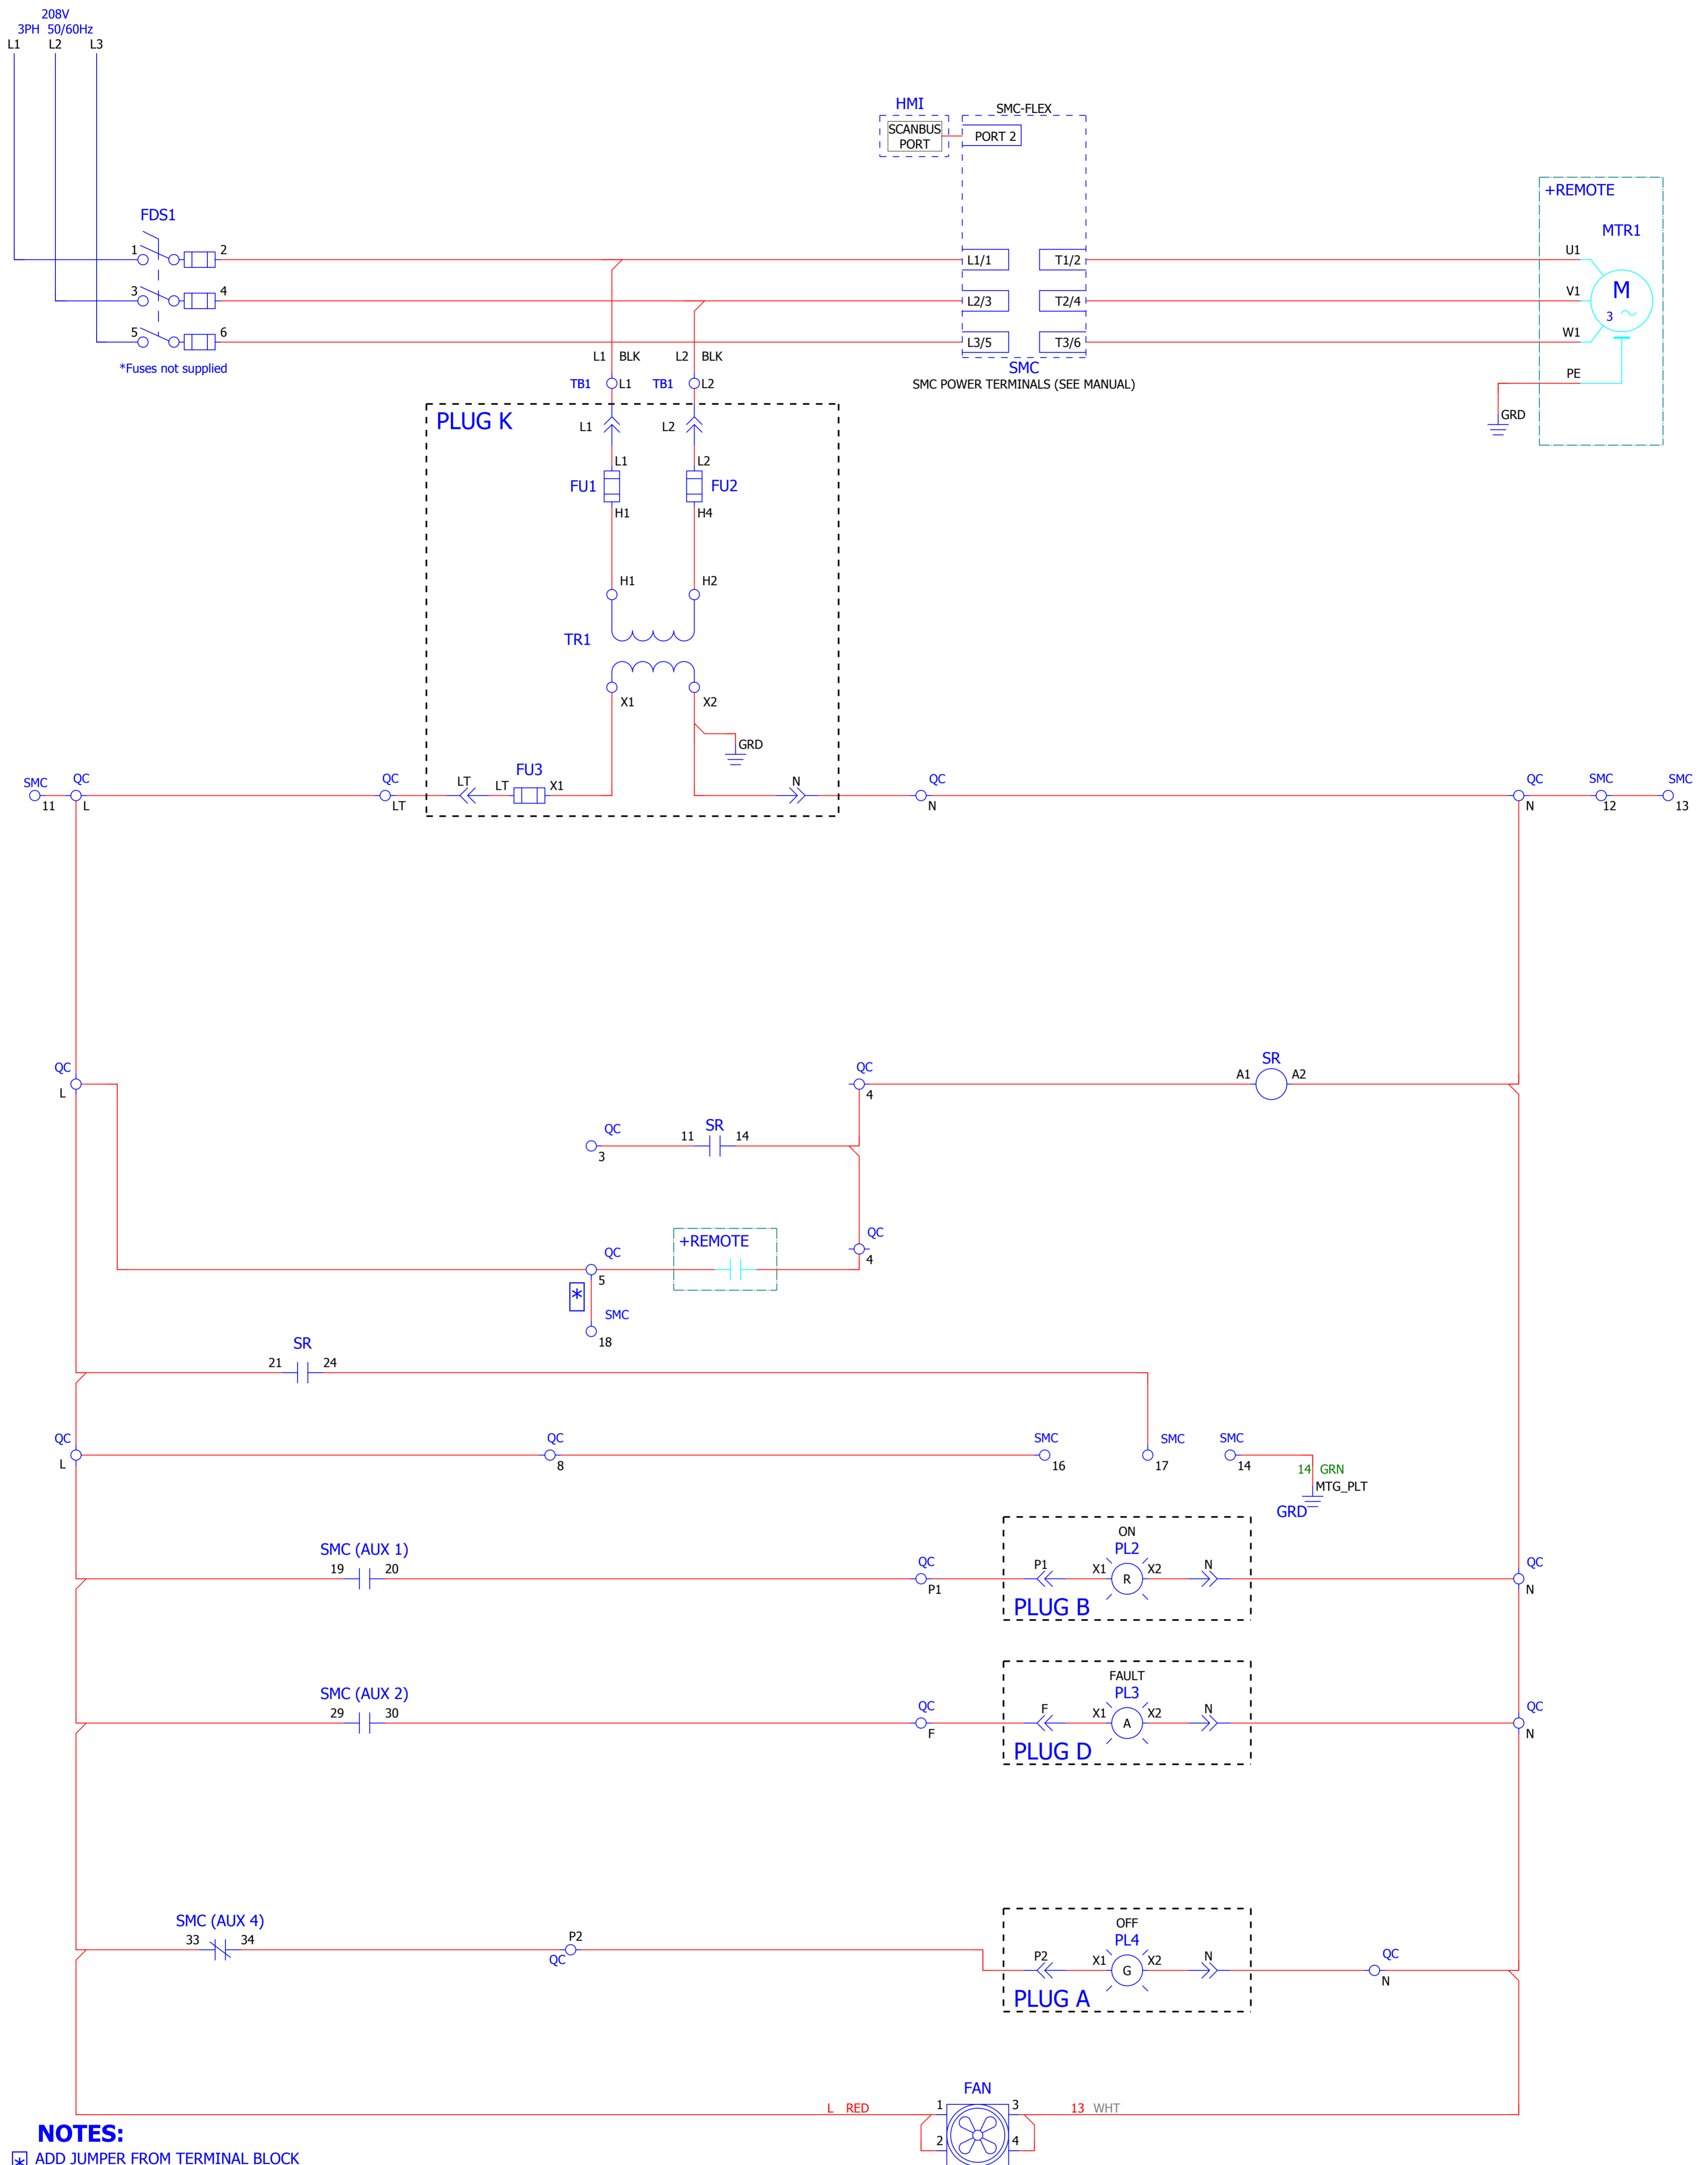 208V
3PH 50/60Hz
L1 L2 L3
HMI
SCANBUS
PORT
SMC-FLEX
PORT 2
+REMOTE
MTR1
FDS1
1 2
3 4
5 6
*Fuses not supplied
L1/1 T1/2
L2/3 T2/4
L3/5 T3/6
SMC
SMC POWER TERMINALS (SEE MANUAL)
U1
V1
W1
PE
M
3
GRD
L1 BLK L2 BLK
TB1 L1 TB1 L2
PLUG K
L1 L2
L1 L2
FU1 FU2
H1 H4
H1 H2
TR1
X1 X2
GRD
SMC QC QC LT LT FU3 X1 N QC QC SMC SMC
11 L LT N N 12 13
QC QC A1 SR A2
L 4
QC 11 SR 14
3
+REMOTE
QC QC
5 4
*
SMC
18
SR
21 24
QC QC SMC SMC SMC
L 8 16 17 14
14 GRN
MTG_PLT
GRD
SMC (AUX 1)
19 20
QC
P1
ON
PL2
P1 X1 R X2 N
PLUG B
QC
N
SMC (AUX 2)
29 30
QC
F
FAULT
PL3
F X1 A X2 N
PLUG D
QC
N
SMC (AUX 4)
33 34
P2
QC
OFF
PL4
P2 X1 G X2 N
PLUG A
QC
N
FAN
L RED 1 3 13 WHT
2 4
NOTES:
* ADD JUMPER FROM TERMINAL BLOCK